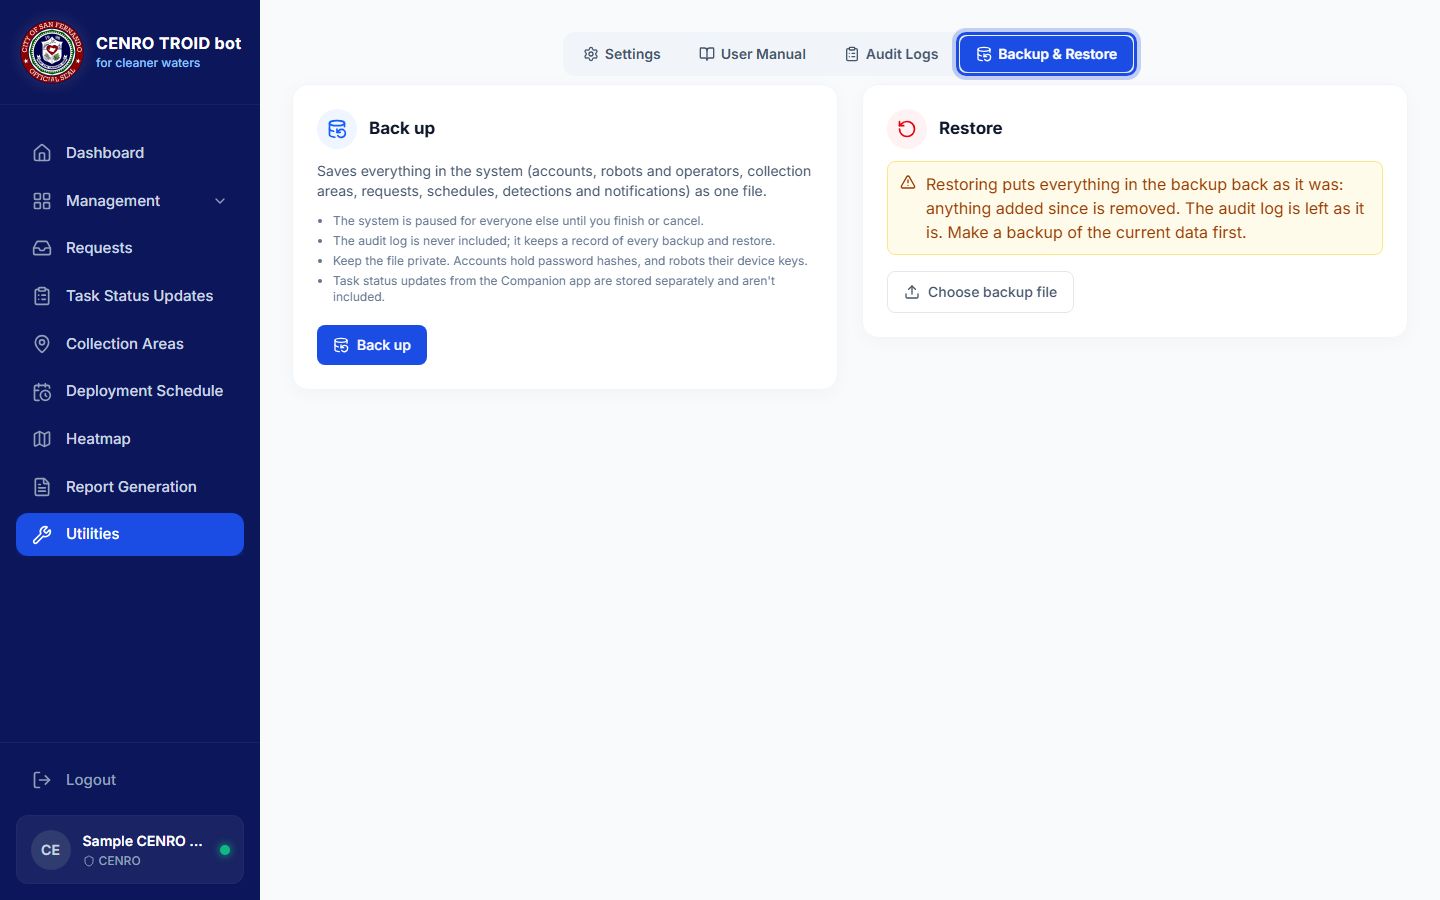 CITY OF SAN FERNANDO
OFFICIAL SEAL
CENRO TROID bot
for cleaner waters
Dashboard
Management
Requests
Task Status Updates
Collection Areas
Deployment Schedule
Heatmap
Report Generation
Utilities
Logout
CE
Sample CENRO ...
CENRO
Settings
User Manual
Audit Logs
Backup & Restore
Back up
Saves everything in the system (accounts, robots and operators, collection
areas, requests, schedules, detections and notifications) as one file.
• The system is paused for everyone else until you finish or cancel.
• The audit log is never included; it keeps a record of every backup and restore.
• Keep the file private. Accounts hold password hashes, and robots their device keys.
• Task status updates from the Companion app are stored separately and aren't
included.
Back up
Restore
Restoring puts everything in the backup back as it was:
anything added since is removed. The audit log is left as it
is. Make a backup of the current data first.
Choose backup file